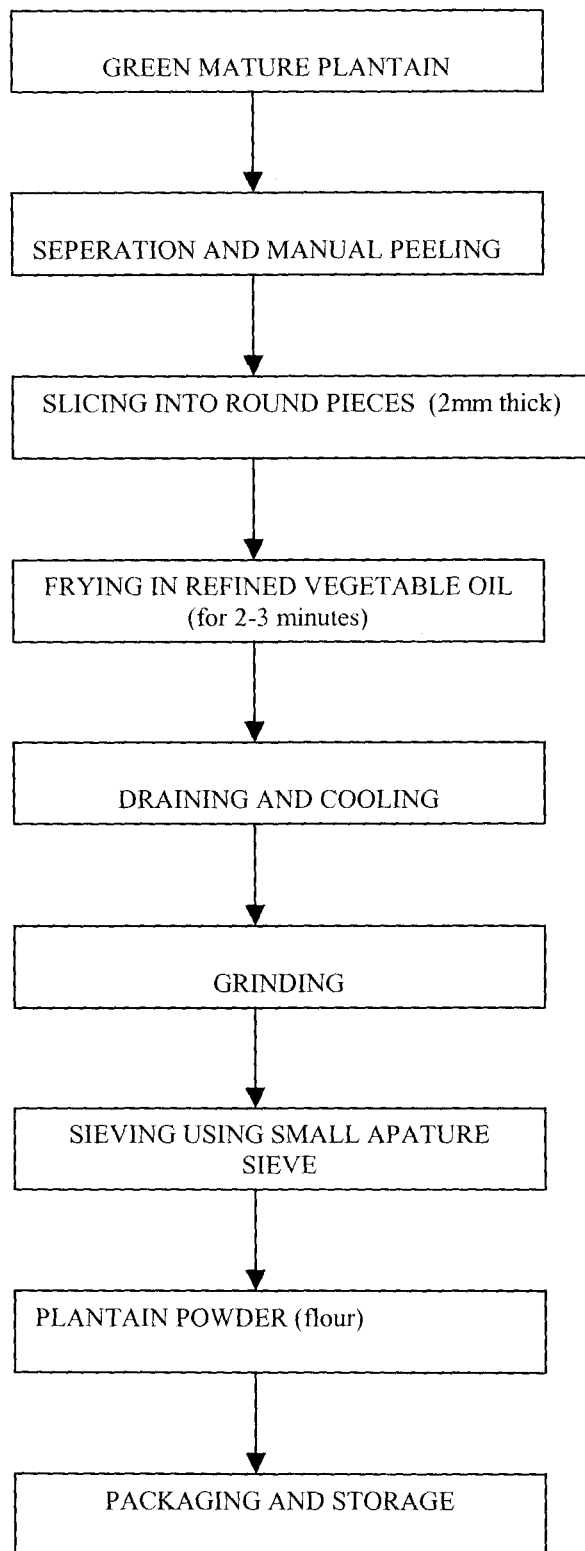 GREEN MATURE PLANTAIN
SEPERATION AND MANUAL PEELING
SLICING INTO ROUND PIECES (2mm thick)
FRYING IN REFINED VEGETABLE OIL
(for 2-3 minutes)
DRAINING AND COOLING
GRINDING
SIEVING USING SMALL APATURE
SIEVE
PLANTAIN POWDER (flour)
PACKAGING AND STORAGE